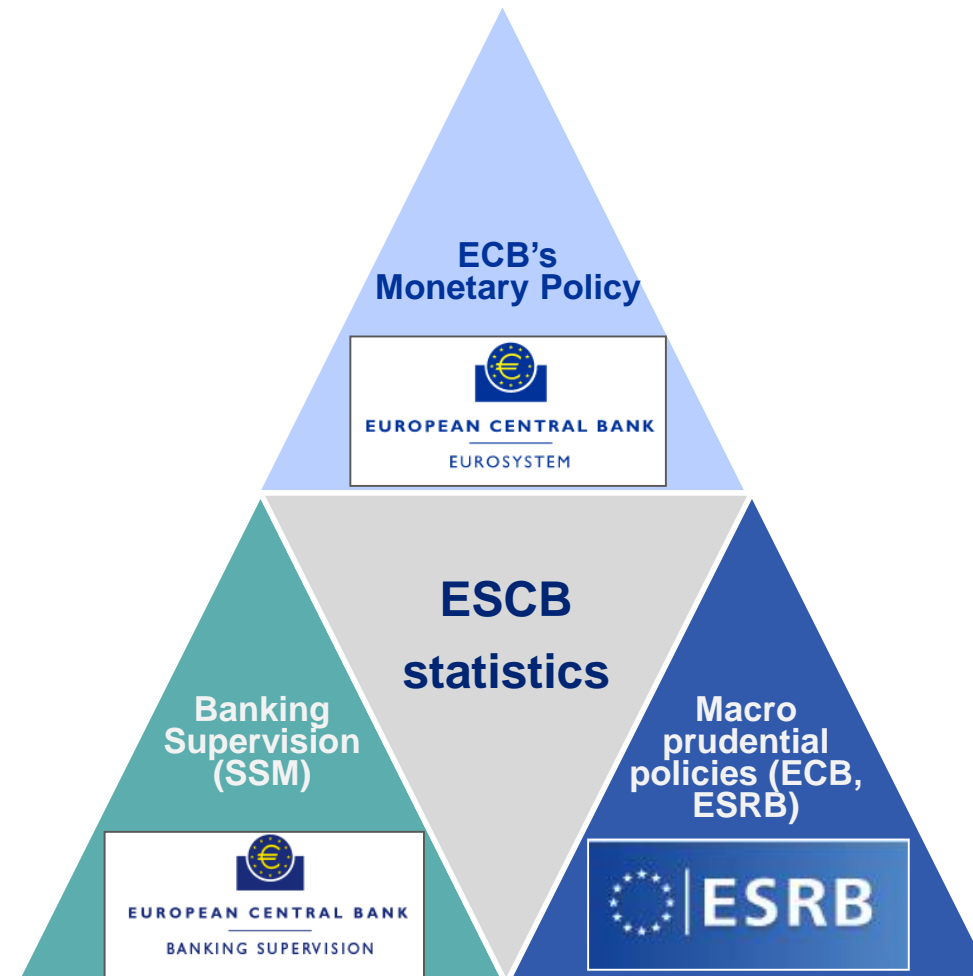 ECB’s
Monetary Policy
€
EUROPEAN CENTRAL BANK
EUROSYSTEM
ESCB
statistics
Banking
Supervision
(SSM)
€
EUROPEAN CENTRAL BANK
BANKING SUPERVISION
Macro
prudential
policies (ECB,
ESRB)
ESRB